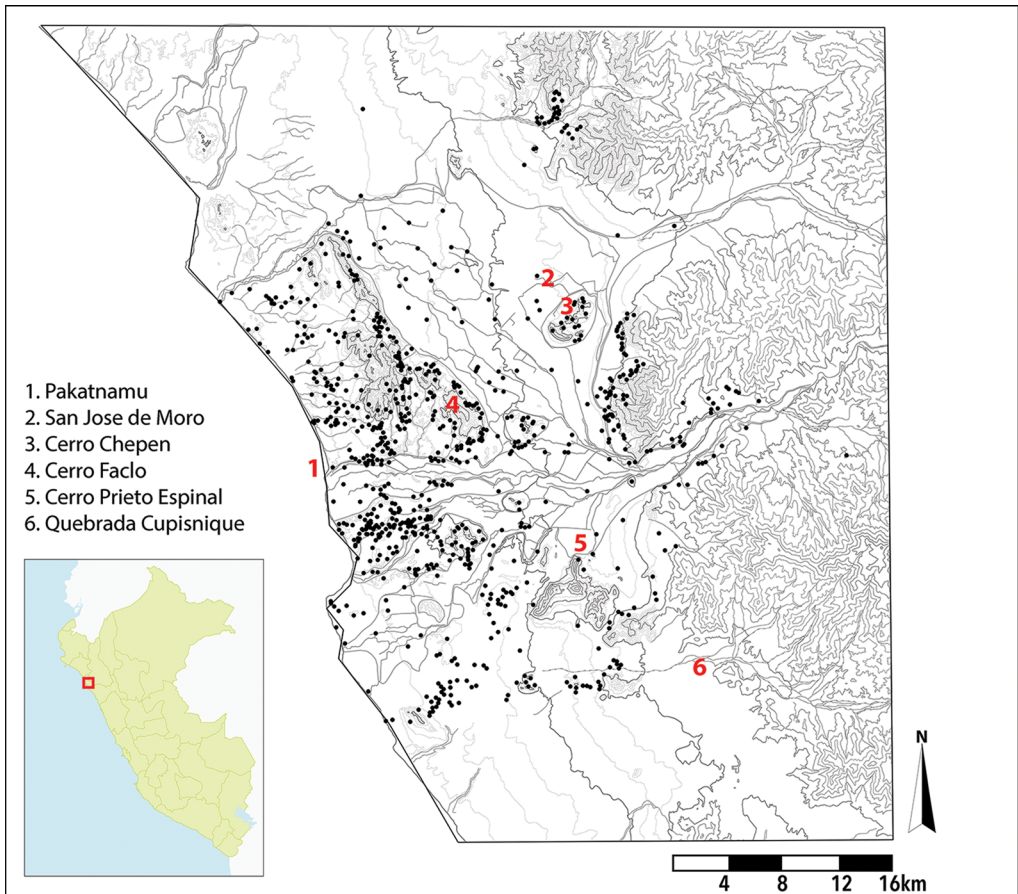 2
3
4
1
1. Pakatnamu
2. San Jose de Moro
3. Cerro Chepen
4. Cerro Faclo
5. Cerro Prieto Espinal
6. Quebrada Cupisnique
5
6
N
4 8 12 16km